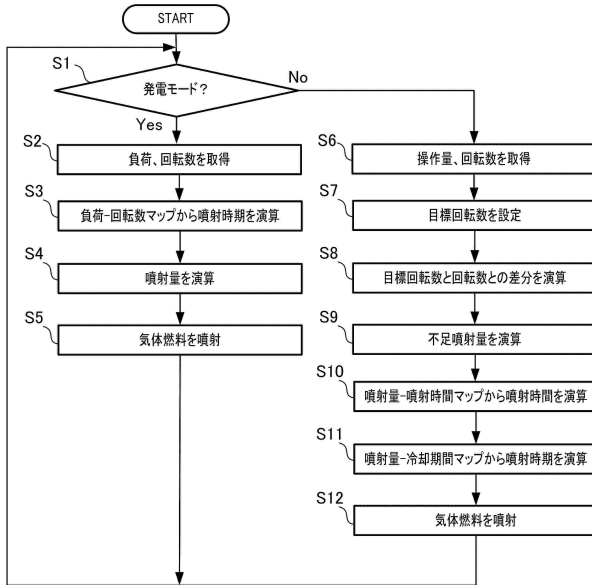 START
S1
発電モード?
No
Yes
S2
負荷、回転数を取得
S3
負荷-回転数マップから噴射時期を演算
S4
噴射量を演算
S5
気体燃料を噴射
S6
操作量、回転数を取得
S7
目標回転数を設定
S8
目標回転数と回転数との差分を演算
S9
不足噴射量を演算
S10
噴射量-噴射時間マップから噴射時間を演算
S11
噴射量-冷却期間マップから噴射時期を演算
S12
気体燃料を噴射